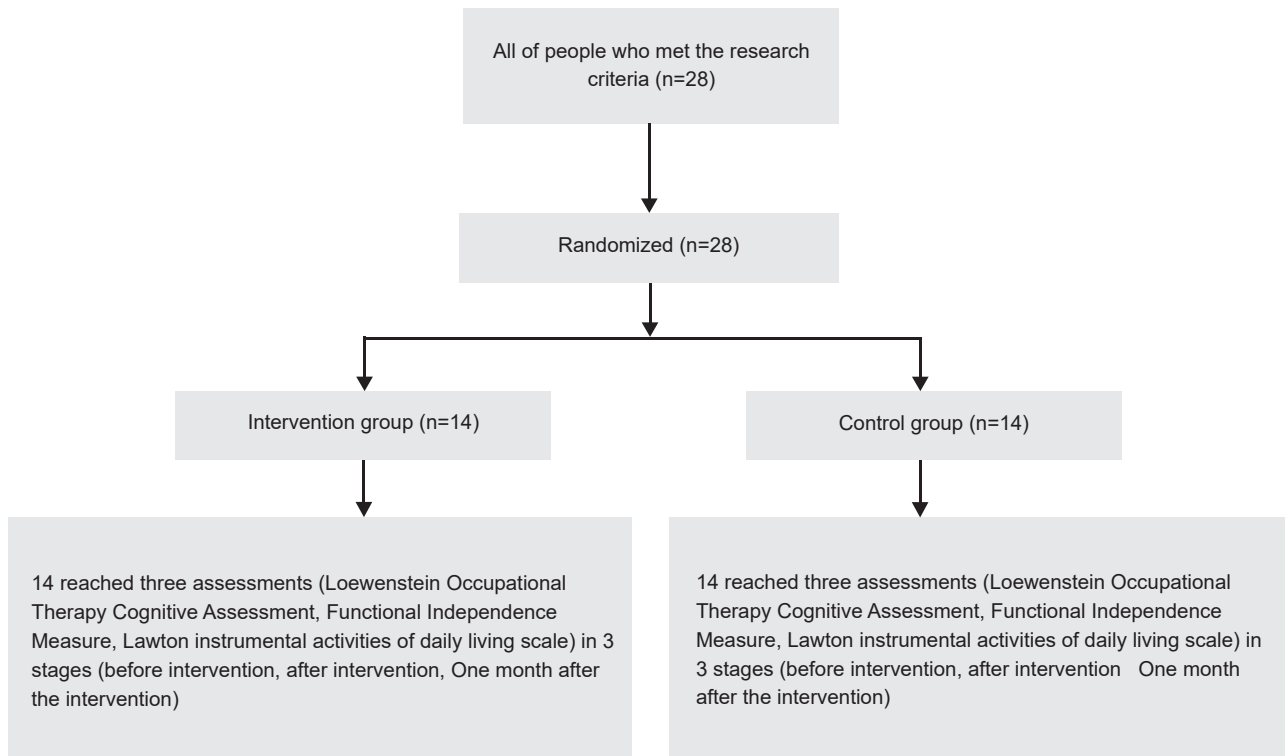 All of people who met the research
criteria (n=28)
Randomized (n=28)
Intervention group (n=14)
Control group (n=14)
14 reached three assessments (Loewenstein Occupational
Therapy Cognitive Assessment, Functional Independence
Measure, Lawton instrumental activities of daily living scale) in 3
stages (before intervention, after intervention, One month after
the intervention)
14 reached three assessments (Loewenstein Occupational
Therapy Cognitive Assessment, Functional Independence
Measure, Lawton instrumental activities of daily living scale) in
3 stages (before intervention, after intervention   One month
after the intervention)